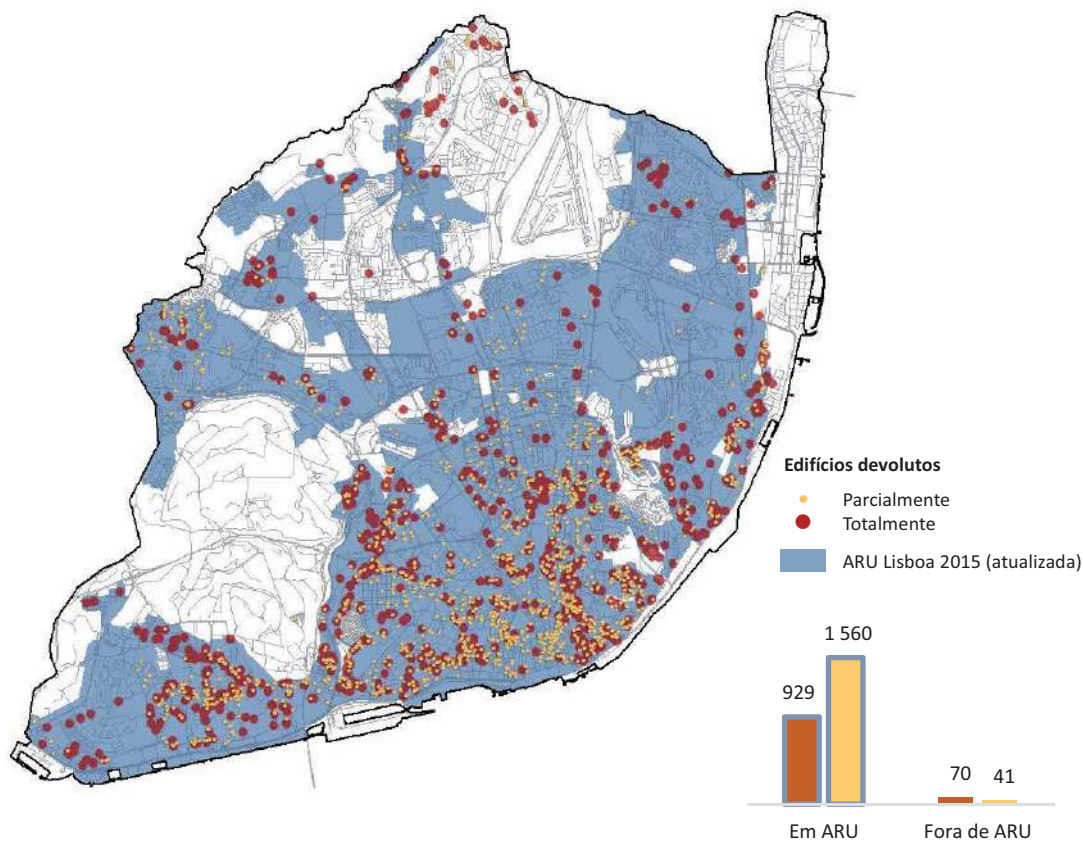 Edifícios devolutos
Parcialmente
Totalmente
ARU Lisboa 2015 (atualizada)
1 560
929
70
41
Em ARU
Fora de ARU